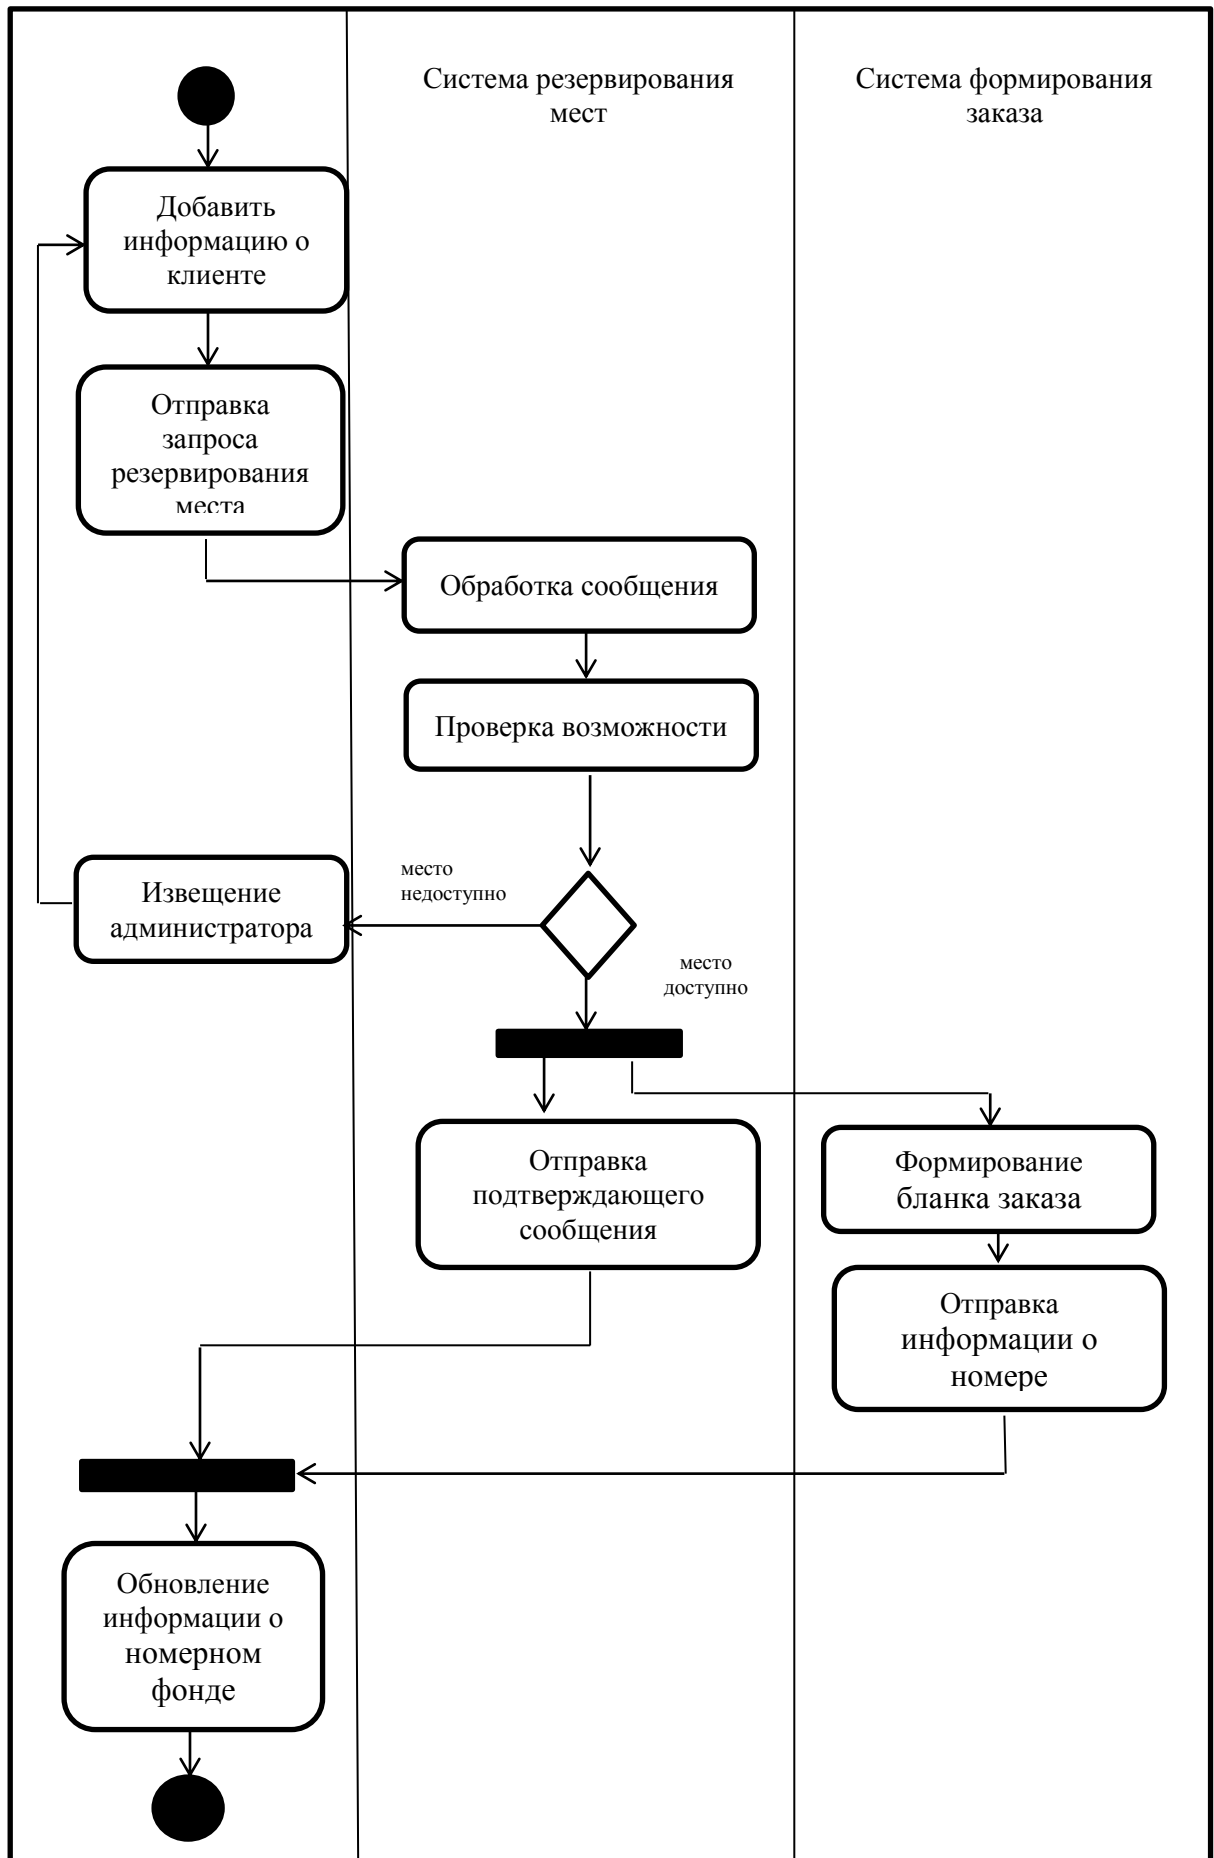 Система резервирования
мест
Система формирования
заказа
Добавить
информацию о
клиенте
Отправка
запроса
резервирования
места
Обработка сообщения
Проверка возможности
Извещение
администратора
место
недоступно
место
доступно
Отправка
подтверждающего
сообщения
Формирование
бланка заказа
Отправка
информации о
номере
Обновление
информации о
номерном
фонде